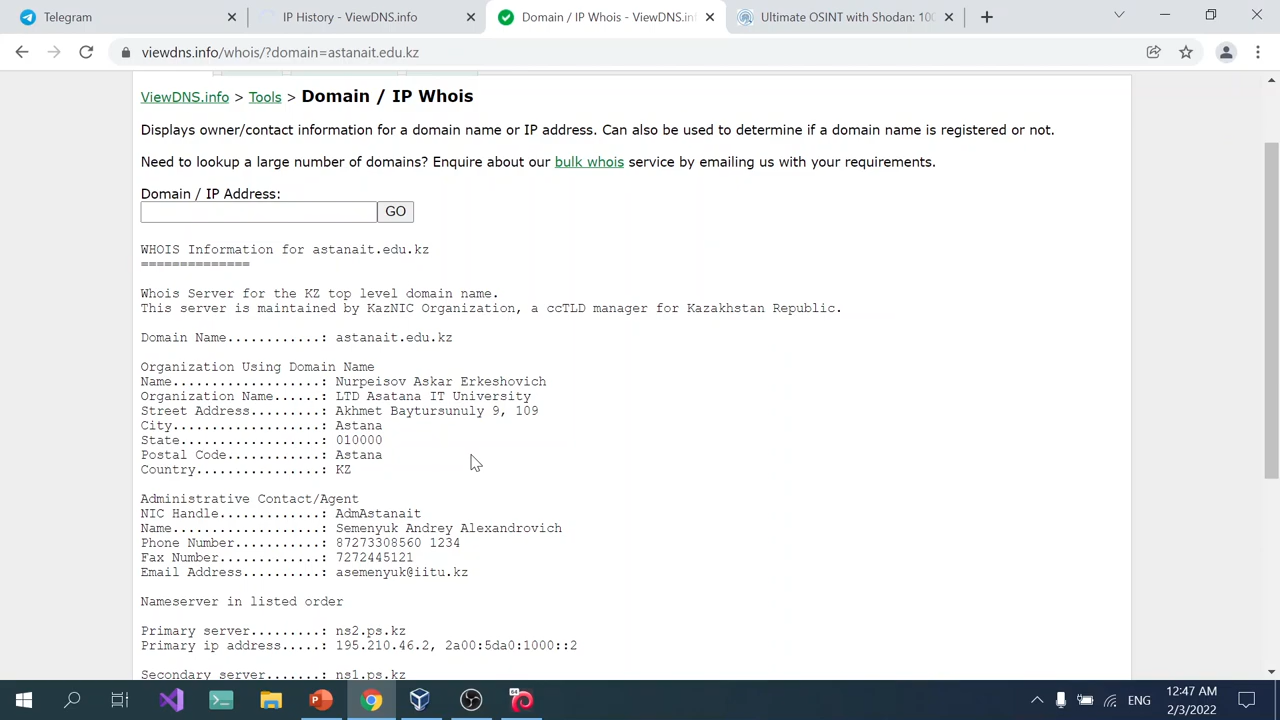 Telegram
IP History - ViewDNS.info
Domain / IP Whois - ViewDNS.in
Ultimate OSINT with Shodan: 10
viewdns.info/whois/?domain=astanait.edu.kz
ViewDNS.info > Tools > Domain / IP Whois
Displays owner/contact information for a domain name or IP address. Can also be used to determine if a domain name is registered or not.
Need to lookup a large number of domains? Enquire about our bulk whois service by emailing us with your requirements.
Domain / IP Address:
GO
WHOIS Information for astanait.edu.kz
==============
Whois Server for the KZ top level domain name.
This server is maintained by KazNIC Organization, a ccTLD manager for Kazakhstan Republic.
Domain Name............: astanait.edu.kz
Organization Using Domain Name
Name...................: Nurpeisov Askar Erkeshovich
Organization Name......: LTD Asatana IT University
Street Address.........: Akhmet Baytursunuly 9, 109
City...................: Astana
State..................: 010000
Postal Code............: Astana
Country................: KZ
Administrative Contact/Agent
NIC Handle.............: AdmAstanait
Name...................: Semenyuk Andrey Alexandrovich
Phone Number...........: 87273308560 1234
Fax Number.............: 7272445121
Email Address..........: asemenyuk@iitu.kz
Nameserver in listed order
Primary server.........: ns2.ps.kz
Primary ip address.....: 195.210.46.2, 2a00:5da0:1000::2
Secondary server.......: ns1.ps.kz
64
ENG
12:47 AM
2/3/2022